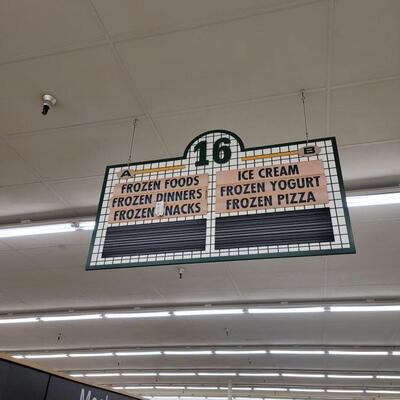 16
A
B
FROZEN FOODS
FROZEN DINNERS
FROZEN NACKS
ICE CREAM
FROZEN YOGURT
FROZEN PIZZA